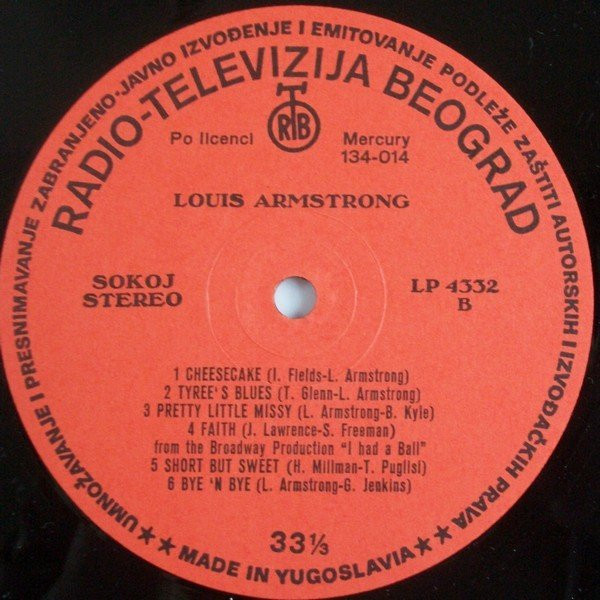 UMNOŽAVANJE I PRESNIMAVANJE ZABRANJENO-JAVNO IZVOĐENJE I EMITOVANJE PODLEŽE ZAŠTITI AUTORSKIH I IZVOĐAČKIH PRAVA
RADIO-TELEVIZIJA BEOGRAD
RTB
Po licenci Mercury
134-014
LOUIS ARMSTRONG
SOKOJ
STEREO
LP 4332
B
1 CHEESECAKE (I. Fields-L. Armstrong)
2 TYREE'S BLUES (T. Glenn-L. Armstrong)
3 PRETTY LITTLE MISSY (L. Armstrong-B. Kyle)
4 FAITH (J. Lawrence-S. Freeman)
from the Broadway Production "I had a Ball"
5 SHORT BUT SWEET (H. Millman-T. Puglisi)
6 BYE 'N BYE (L. Armstrong-G. Jenkins)
33⅓
★★ MADE IN YUGOSLAVIA ★★